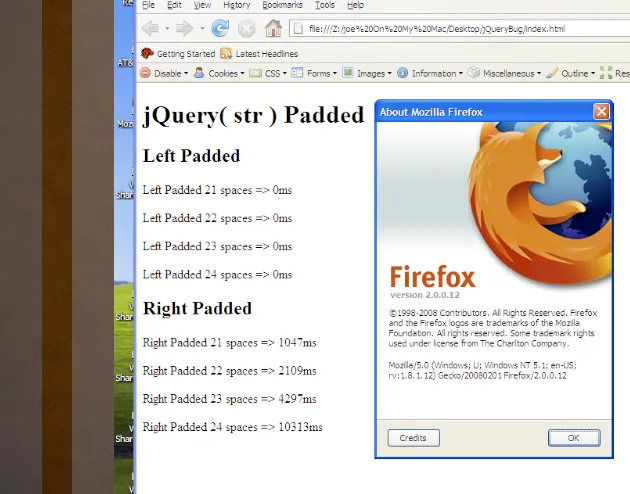 File Edit View History Bookmarks Tools Help
file:///Z:/joe%20On%20My%20Mac/Desktop/jQueryBug/index.html
Getting Started Latest Headlines
Disable Cookies CSS Forms Images Information Miscellaneous Outline Res
AT&
Moz
Shar
Shar
Shar
Shar
jQuery( str ) Padded
Left Padded
Left Padded 21 spaces => 0ms
Left Padded 22 spaces => 0ms
Left Padded 23 spaces => 0ms
Left Padded 24 spaces => 0ms
Right Padded
Right Padded 21 spaces => 1047ms
Right Padded 22 spaces => 2109ms
Right Padded 23 spaces => 4297ms
Right Padded 24 spaces => 10313ms
About Mozilla Firefox
Firefox
version 2.0.0.12
©1998-2008 Contributors. All Rights Reserved. Firefox
and the Firefox logos are trademarks of the Mozilla
Foundation. All rights reserved. Some trademark rights
used under license from The Charlton Company.
Mozilla/5.0 (Windows; U; Windows NT 5.1; en-US;
rv:1.8.1.12) Gecko/20080201 Firefox/2.0.0.12
Credits OK